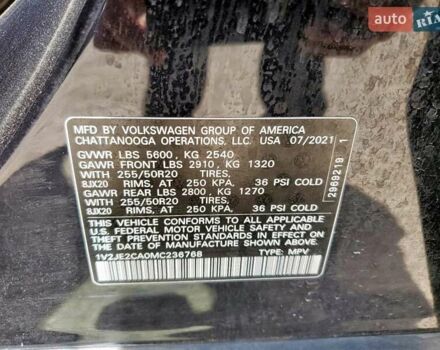 AUTO
RIA
MFD BY VOLKSWAGEN GROUP OF AMERICA
CHATTANOOGA OPERATIONS, LLC. USA 07/2021
GVWR LBS 5600, KG 2540
GAWR FRONT LBS 2910, KG 1320
WITH 255/50R20 TIRES,
8JX20 RIMS, AT 250 KPA, 36 PSI COLD
GAWR REAR LBS 2800, KG 1270
WITH 255/50R20 TIRES,
8JX20 RIMS, AT 250 KPA, 36 PSI COLD
THIS VEHICLE CONFORMS TO ALL APPLICABLE
U.S. FEDERAL MOTOR VEHICLE SAFETY
STANDARDS IN EFFECT ON THE DATE OF
MANUFACTURE SHOWN ABOVE.
1V2JE2CA0MC236768 TYPE: MPV
2969219 1